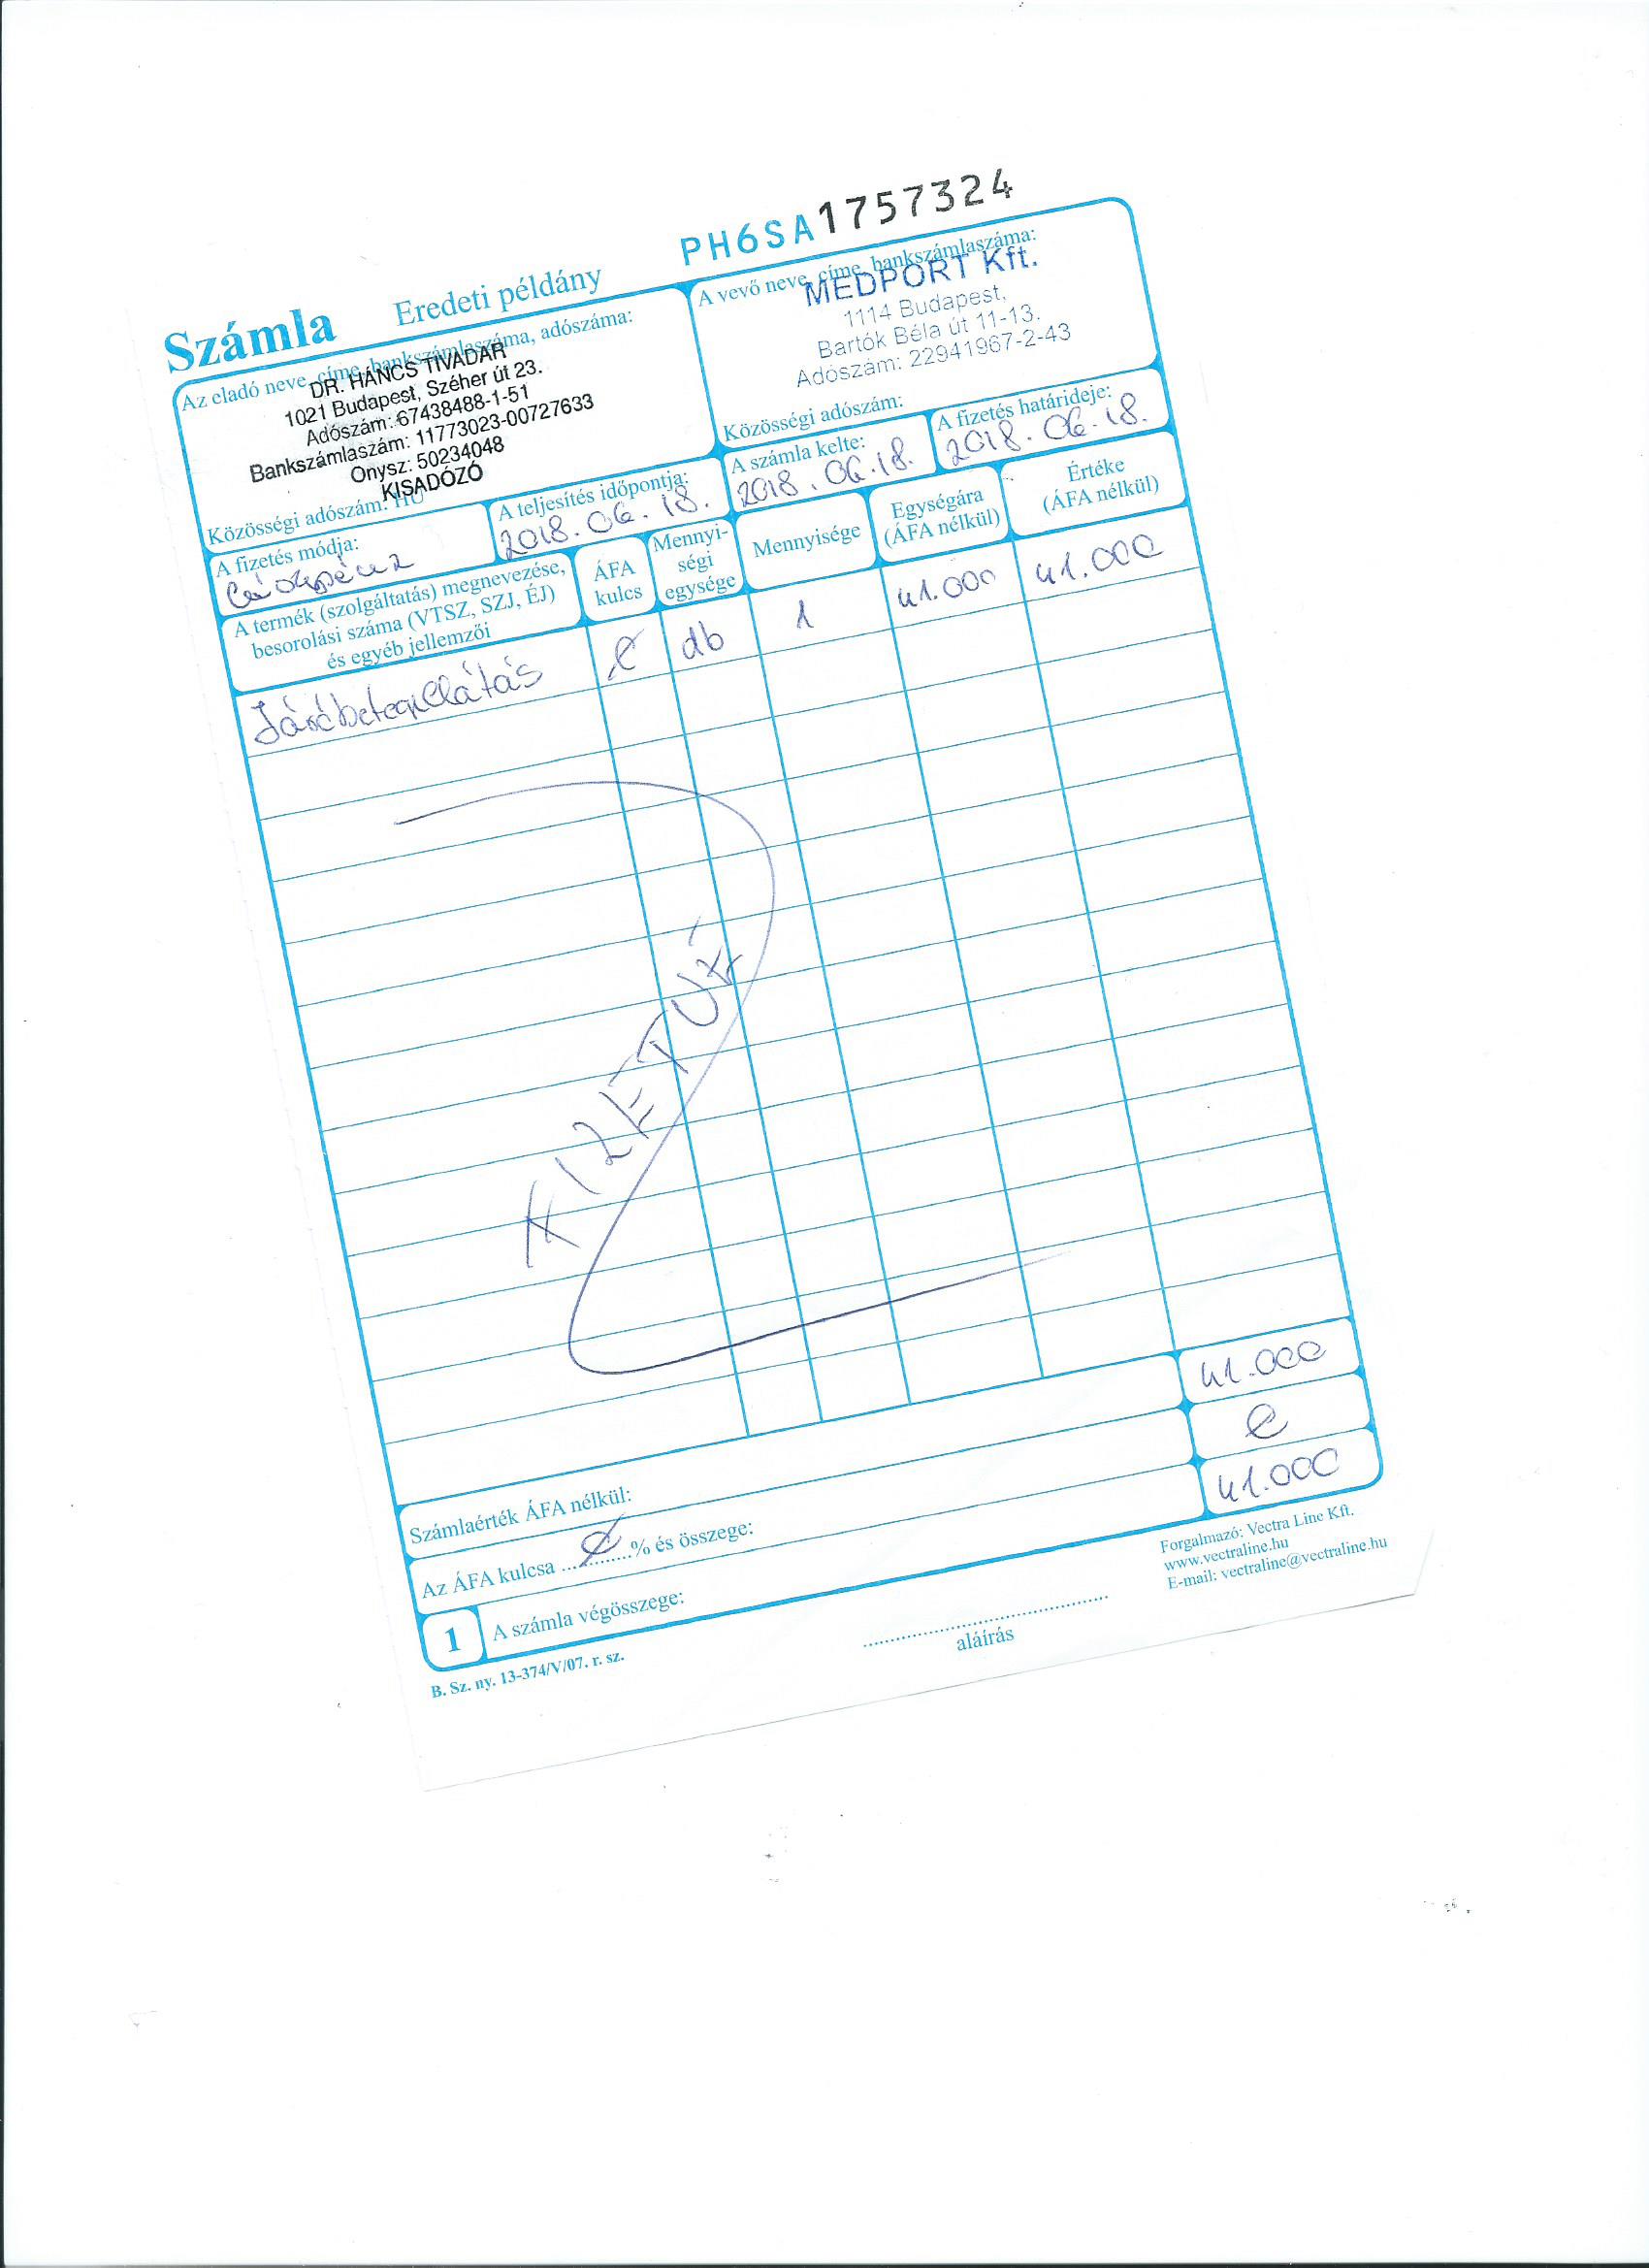 PH6SA1757324
Számla Eredeti példány
Az eladó neve, címe, bankszámlaszáma, adószáma:
DR. HÁNCS TIVADAR
1021 Budapest, Széher út 23.
Adószám: 67438488-1-51
Bankszámlaszám: 11773023-00727633
Onysz: 50234048
KISADÓZÓ
Közösségi adószám: HU
A vevő neve, címe, bankszámlaszáma:
MEDPORT Kft.
1114 Budapest,
Bartók Béla út 11-13.
Adószám: 22941967-2-43
Közösségi adószám:
A fizetés módja:
Készpénz
A teljesítés időpontja:
2018.06.18.
A számla kelte:
2018.06.18.
A fizetés határideje:
2018.06.18.
A termék (szolgáltatás) megnevezése,
besorolási száma (VTSZ, SZJ, ÉJ)
és egyéb jellemzői
ÁFA
kulcs
Mennyi-
ségi
egysége
Mennyisége
Egységára
(ÁFA nélkül)
Értéke
(ÁFA nélkül)
Járóbetegellátás db 1 41.000 41.000
FIZETVE
Számlaérték ÁFA nélkül: 41.000
Az ÁFA kulcsa ............% és összege:
1 A számla végösszege: 41.000
B. Sz. ny. 13-374/V/07. r. sz.
aláírás
Forgalmazó: Vectra Line Kft.
www.vectraline.hu
E-mail: vectraline@vectraline.hu